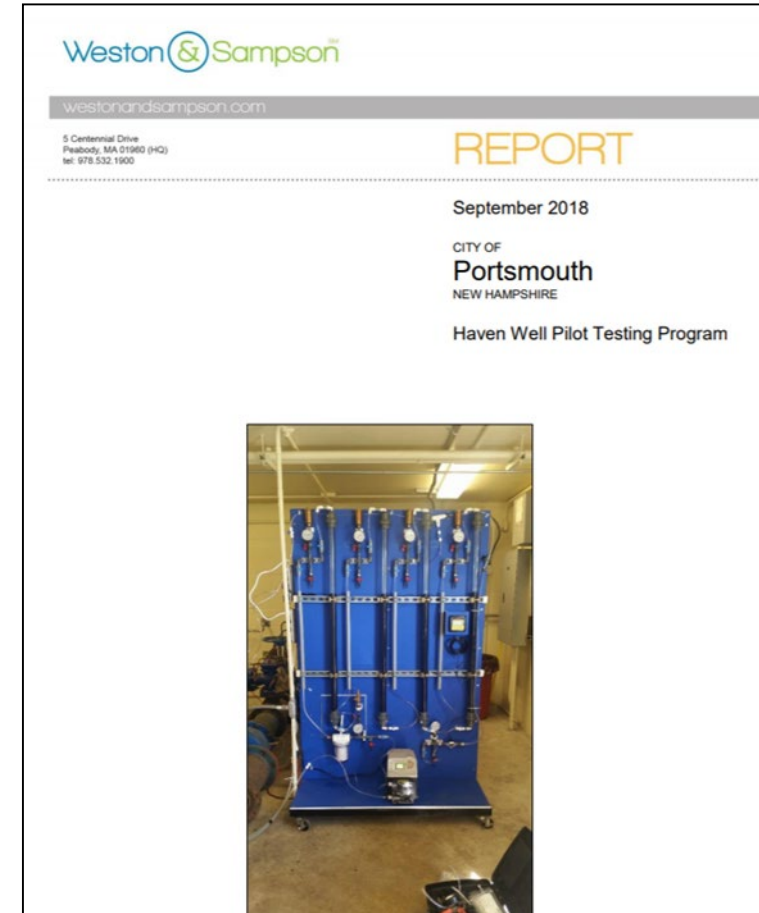 Weston & Sampson℠
westonandsampson.com
5 Centennial Drive
Peabody, MA 01960 (HQ)
tel: 978.532.1900
REPORT
September 2018
CITY OF
Portsmouth
NEW HAMPSHIRE
Haven Well Pilot Testing Program